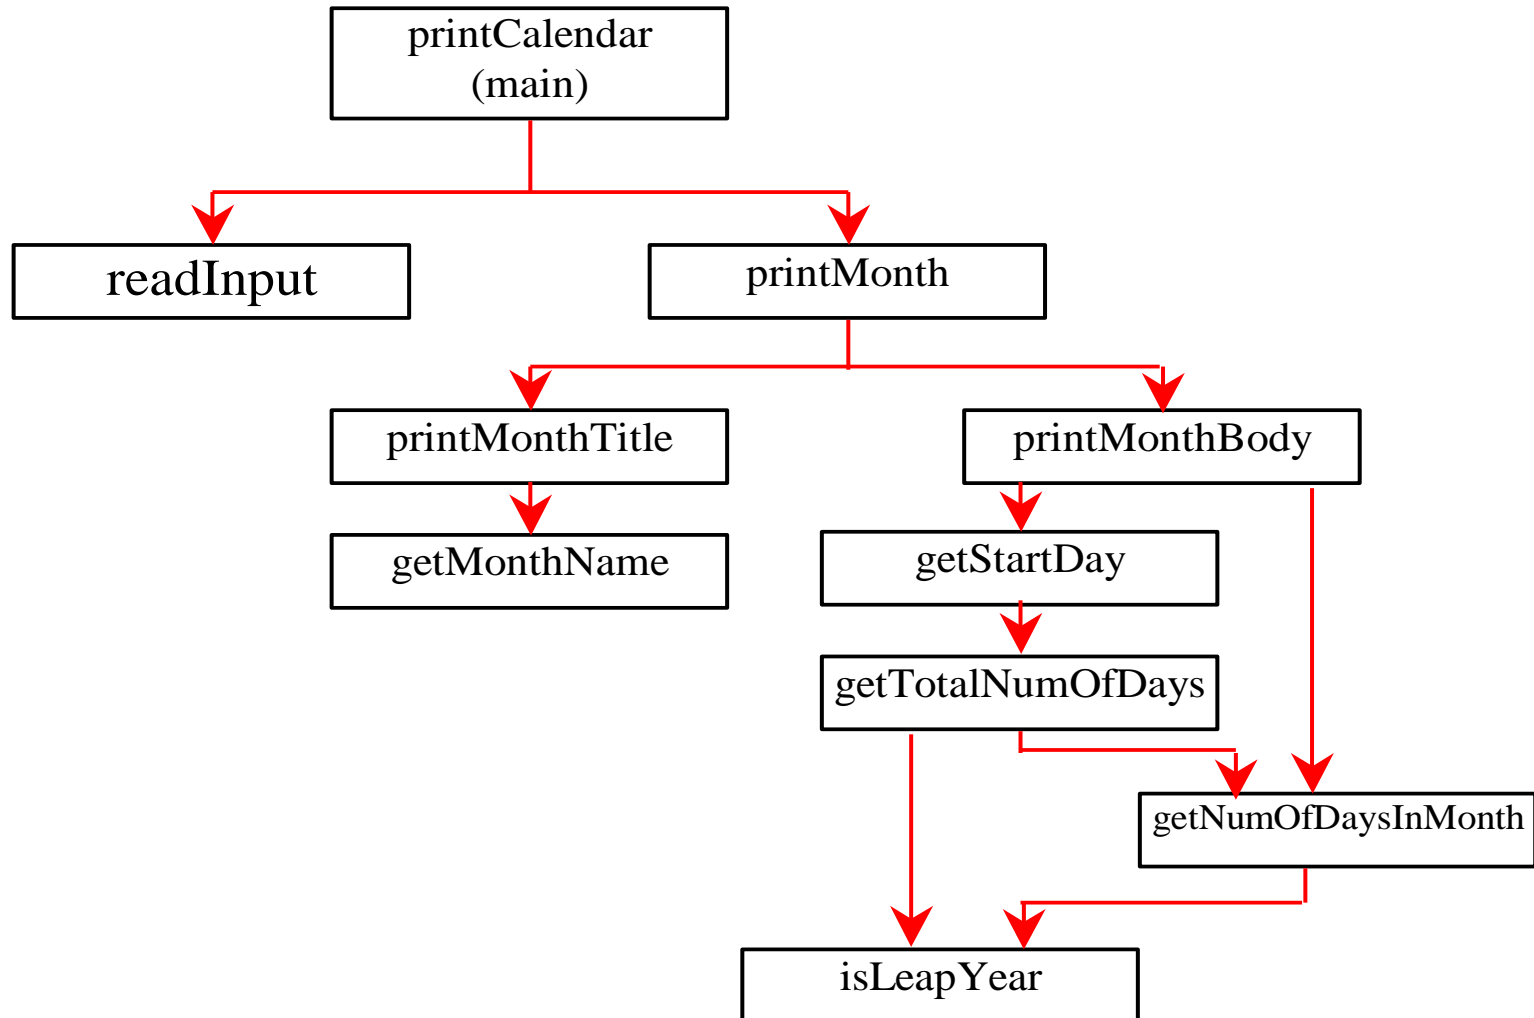 printCalendar
(main)
readInput
printMonth
printMonthTitle
printMonthBody
getMonthName
getStartDay
getTotalNumOfDays
getNumOfDaysInMonth
isLeapYear